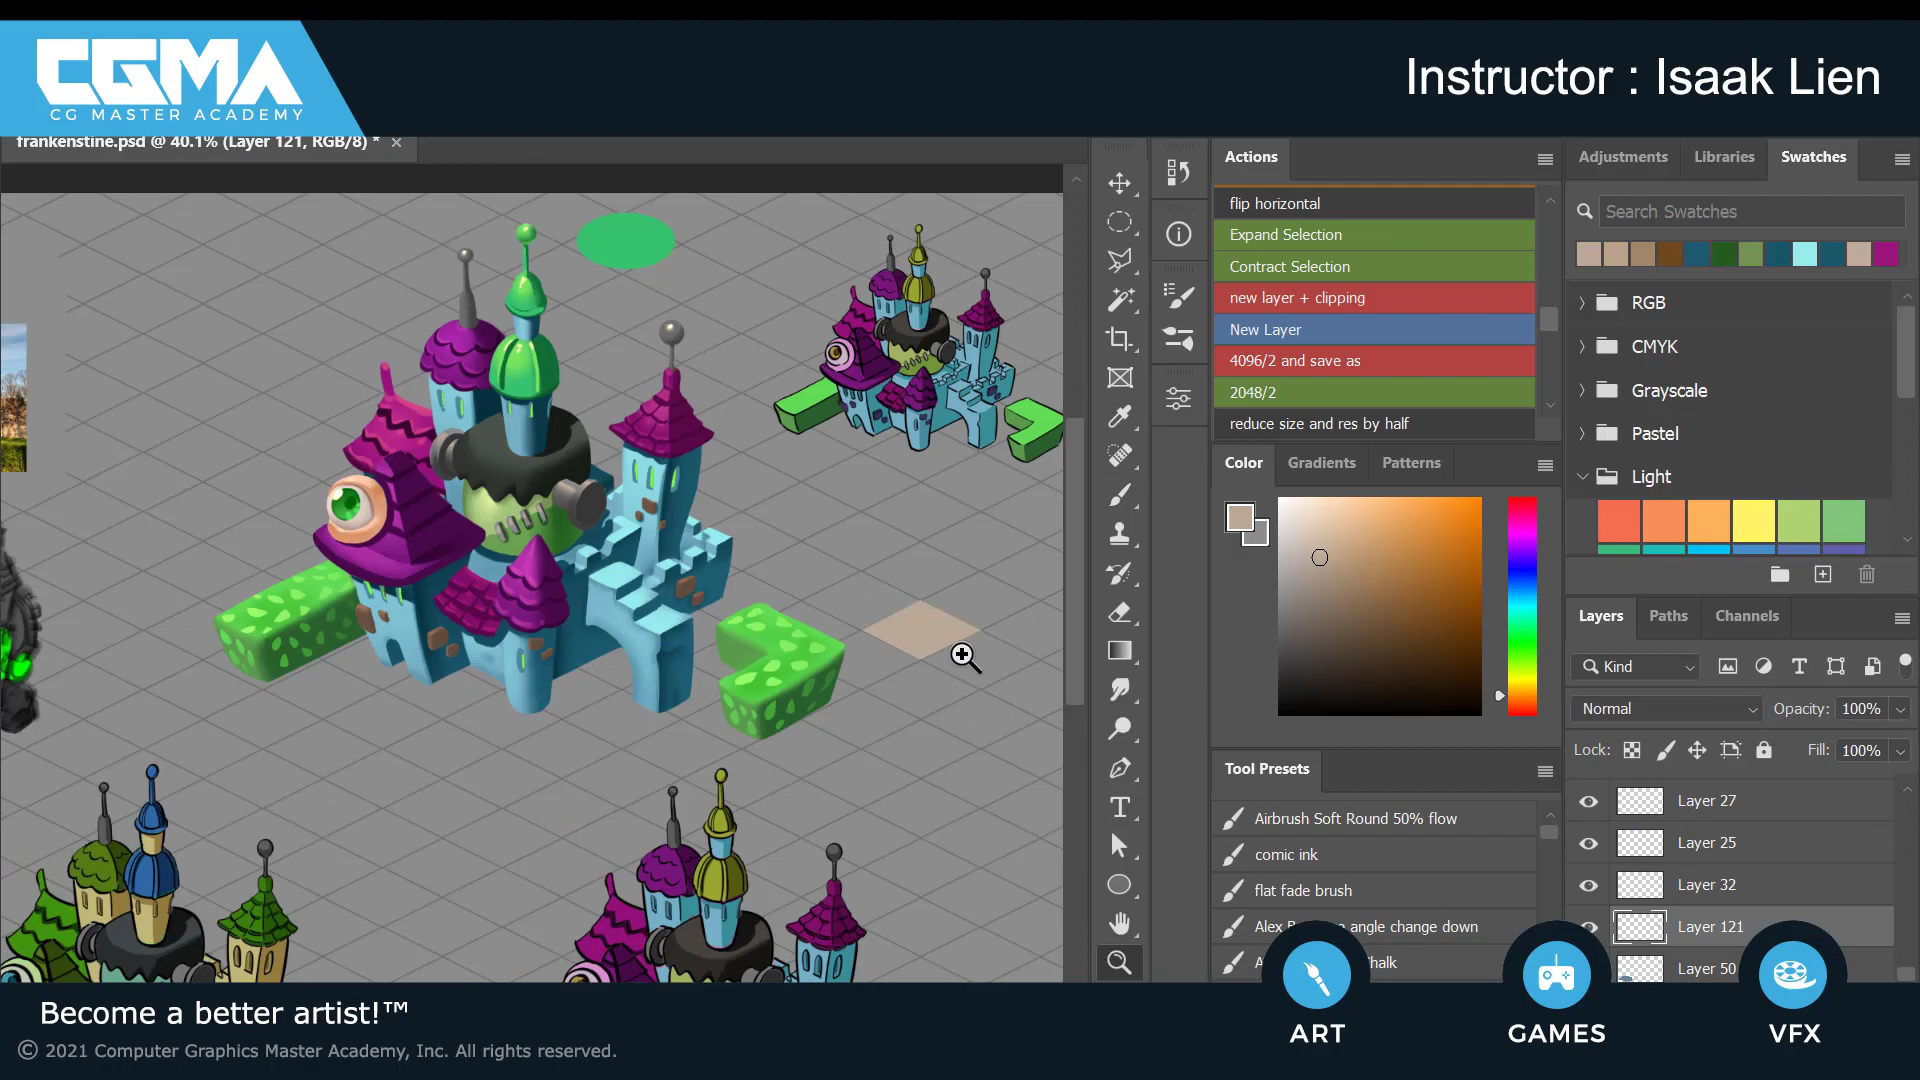 CGMA
CG MASTER ACADEMY
Instructor : Isaak Lien
frankenstine.psd @ 40.1% (Layer 121, RGB/8) *
Actions
flip horizontal
Expand Selection
Contract Selection
new layer + clipping
New Layer
4096/2 and save as
2048/2
reduce size and res by half
Adjustments
Libraries
Swatches
Search Swatches
RGB
CMYK
Grayscale
Pastel
Light
Color
Gradients
Patterns
Layers
Paths
Channels
Kind
Normal
Opacity: 100%
Lock:
Fill: 100%
Layer 27
Layer 25
Layer 32
Layer 121
Layer 50
Tool Presets
Airbrush Soft Round 50% flow
comic ink
flat fade brush
angle change down
Become a better artist!™
© 2021 Computer Graphics Master Academy, Inc. All rights reserved.
ART
GAMES
VFX